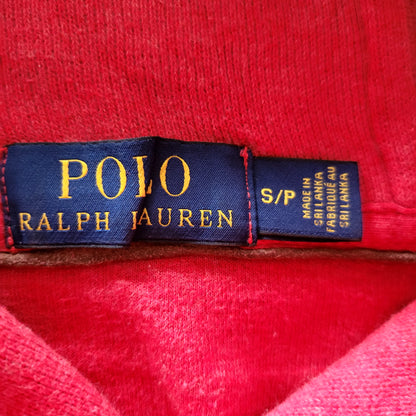 POLO
RALPH LAUREN
S/P
MADE IN
SRI LANKA
FABRIQUÉ AU
SRI LANKA